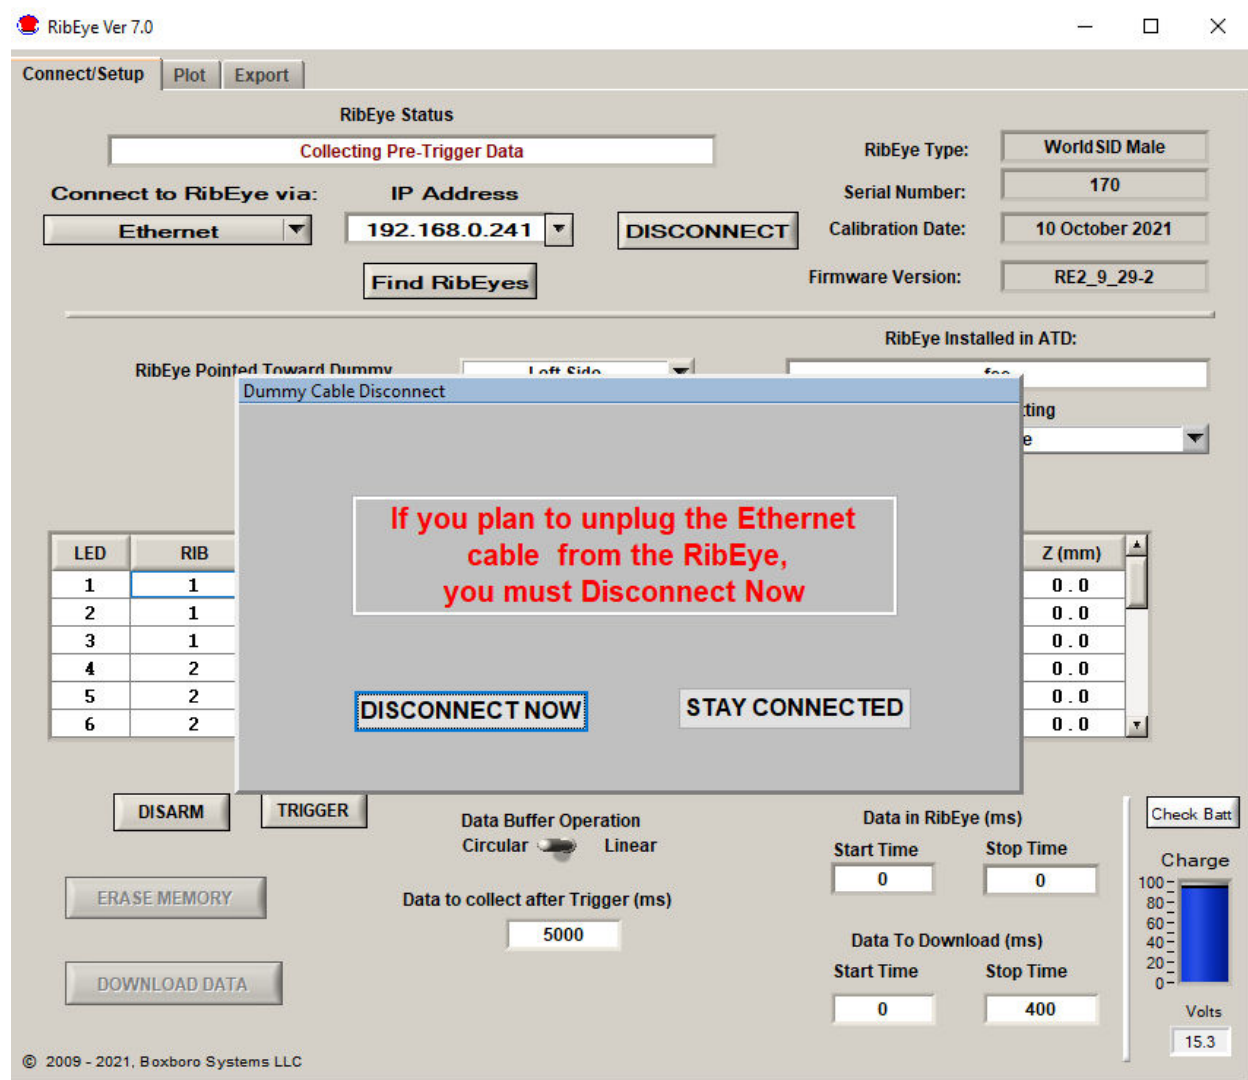 RibEye Ver 7.0
Connect/Setup Plot Export
RibEye Status
Collecting Pre-Trigger Data
RibEye Type: WorldSID Male
Connect to RibEye via: IP Address
Serial Number: 170
Ethernet 192.168.0.241 DISCONNECT
Calibration Date: 10 October 2021
Find RibEyes
Firmware Version: RE2_9_29-2
RibEye Installed in ATD:
RibEye Pointed Toward Dummy Left Side
Dummy Cable Disconnect
If you plan to unplug the Ethernet
cable from the RibEye,
you must Disconnect Now
DISCONNECT NOW STAY CONNECTED
LED RIB Z (mm)
1 1 0.0
2 1 0.0
3 1 0.0
4 2 0.0
5 2 0.0
6 2 0.0
DISARM TRIGGER
Data Buffer Operation
Circular Linear
Data to collect after Trigger (ms)
5000
ERASE MEMORY
DOWNLOAD DATA
Data in RibEye (ms)
Start Time Stop Time
0 0
Data To Download (ms)
Start Time Stop Time
0 400
Check Batt
Charge
100
80
60
40
20
0
Volts
15.3
© 2009 - 2021, Boxboro Systems LLC